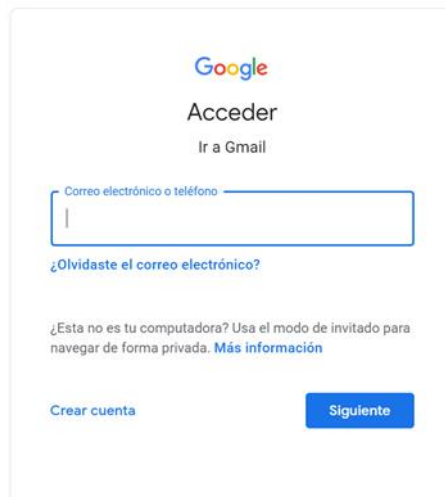 Google
Acceder
Ir a Gmail
Correo electrónico o teléfono
¿Olvidaste el correo electrónico?
¿Esta no es tu computadora? Usa el modo de invitado para
navegar de forma privada. Más información
Crear cuenta
Siguiente